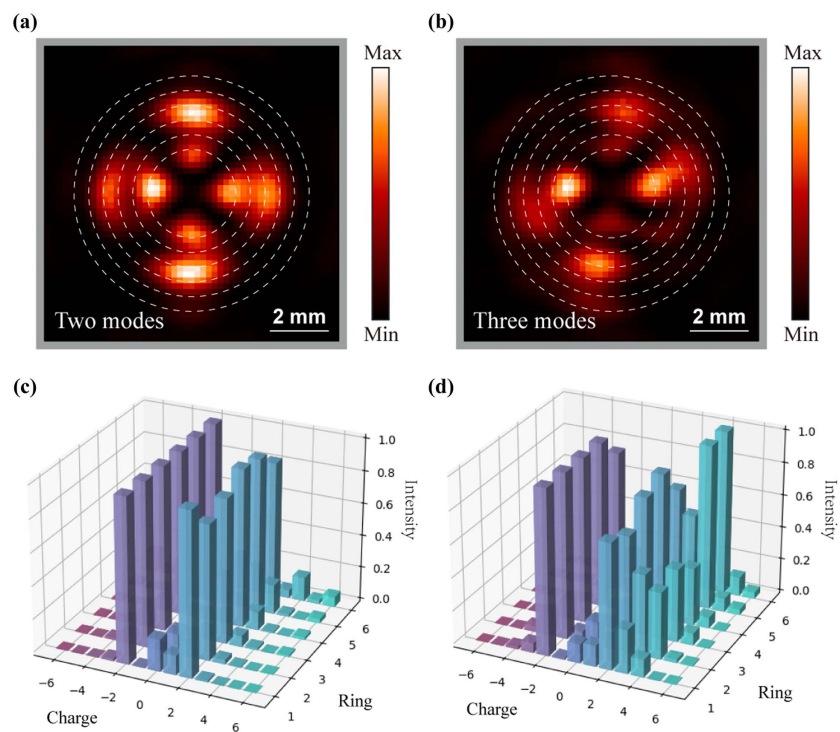 (a)
Max
Two modes
2 mm
Min
(b)
Max
Three modes
2 mm
Min
(c)
1.0
0.8
0.6
0.4
0.2
0.0
Intensity
6
5
4
3
2
1
Ring
−6
−4
−2
0
2
4
6
Charge
(d)
1.0
0.8
0.6
0.4
0.2
0.0
Intensity
6
5
4
3
2
1
Ring
−6
−4
−2
0
2
4
6
Charge